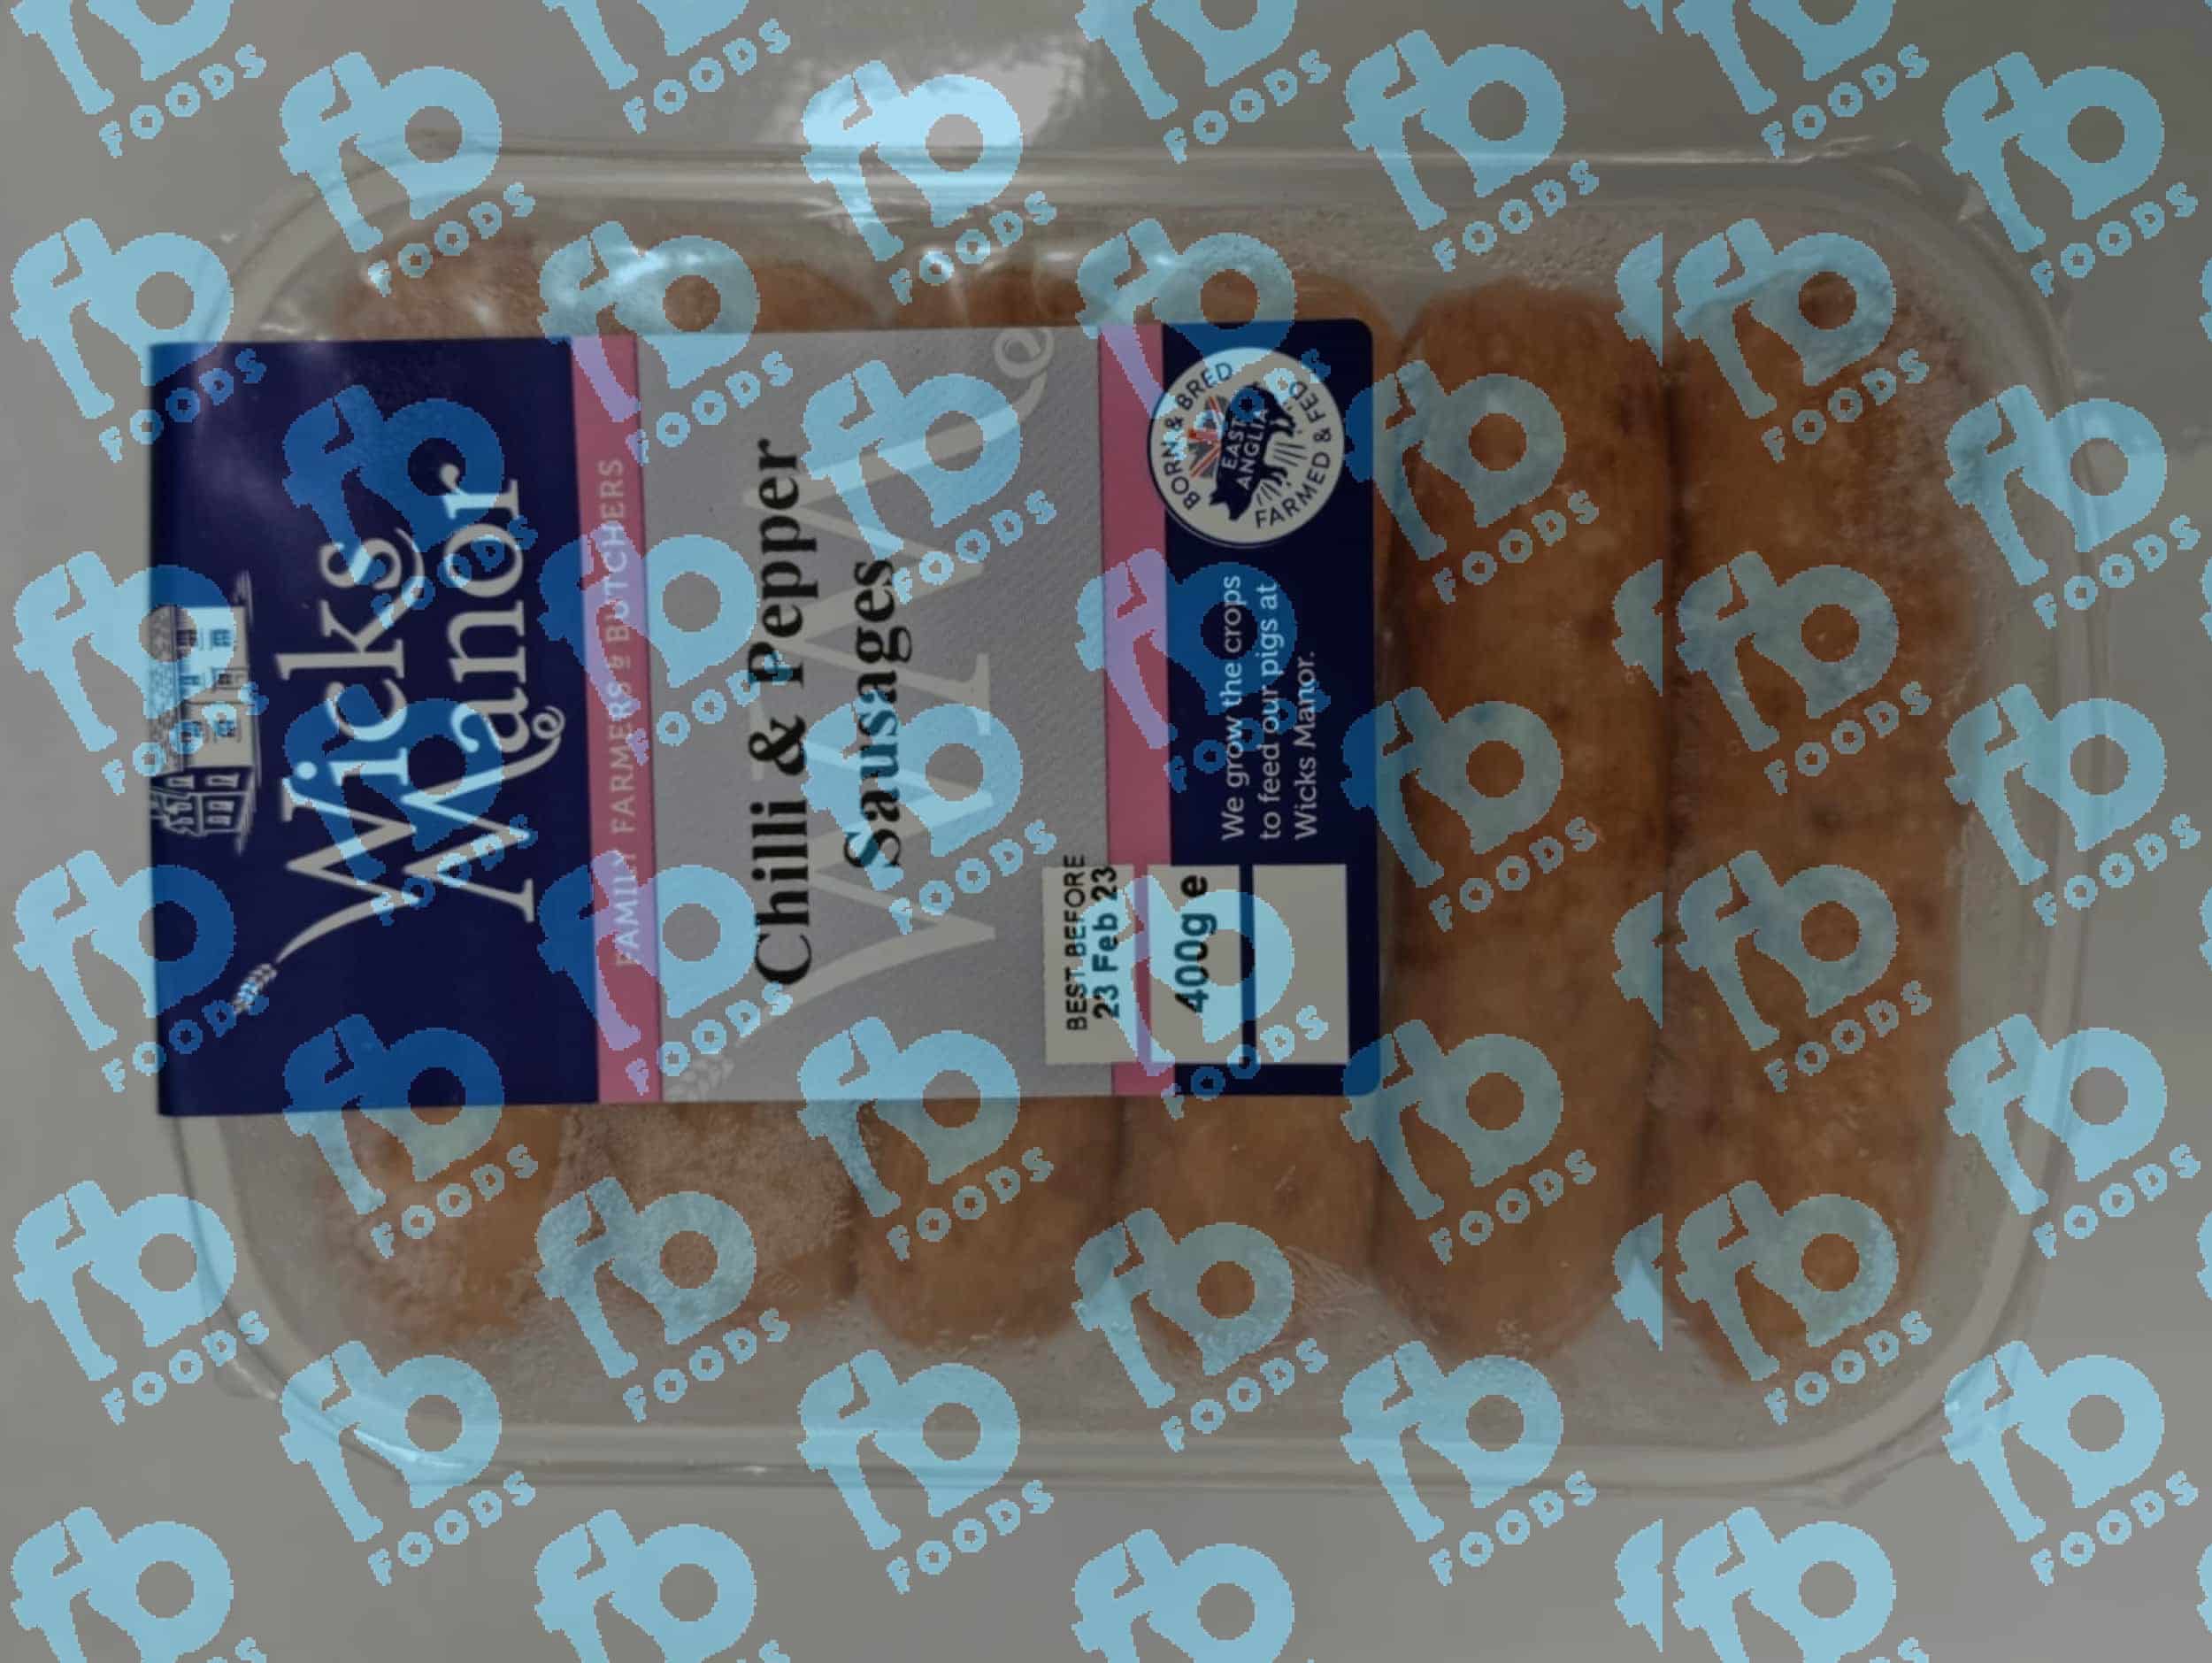 Wicks
Manor
FAMILY FARMERS & BUTCHERS
Chilli & Pepper
Sausages
BEST BEFORE
23 Feb 23
400g e
BORN & BRED
EAST
ANGLIA
FARMED & FED
We grow the crops
to feed our pigs at
Wicks Manor.
fb
FOODS